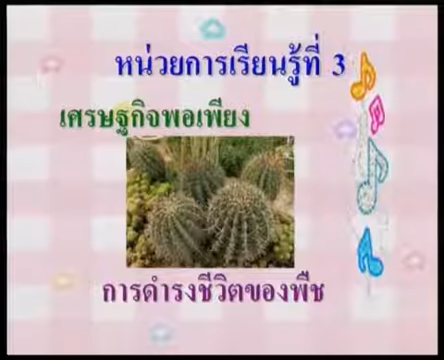 หน่วยการเรียนรู้ที่ 3
เศรษฐกิจพอเพียง
การดำรงชีวิตของพืช